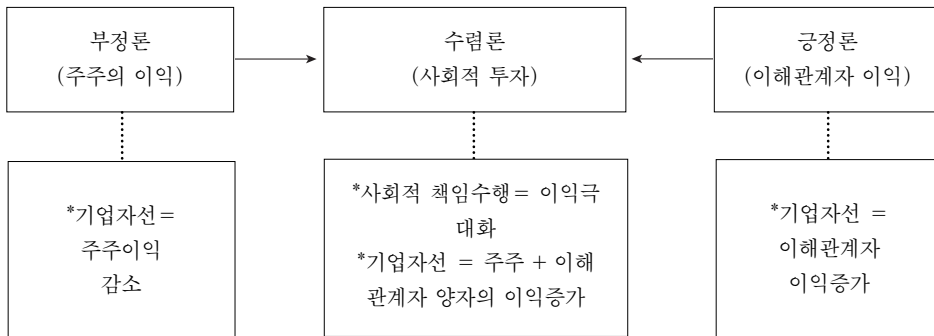 부정론
(주주의 이익)
수렴론
(사회적 투자)
긍정론
(이해관계자 이익)
*기업자선=
주주이익
감소
*사회적 책임수행= 이익극
대화
*기업자선 = 주주 + 이해
관계자 양자의 이익증가
*기업자선 =
이해관계자
이익증가